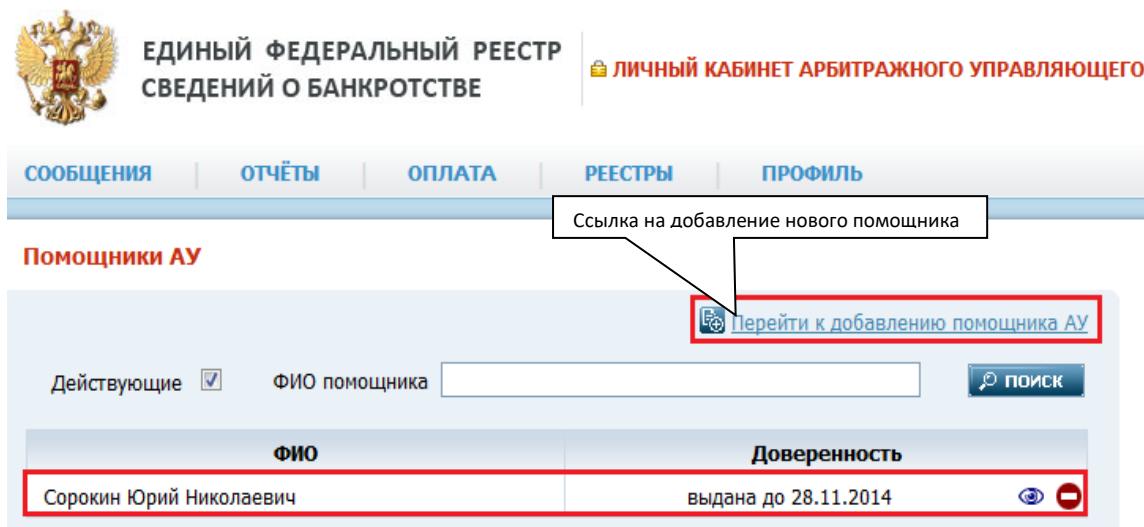 ЕДИНЫЙ ФЕДЕРАЛЬНЫЙ РЕЕСТР
СВЕДЕНИЙ О БАНКРОТСТВЕ
ЛИЧНЫЙ КАБИНЕТ АРБИТРАЖНОГО УПРАВЛЯЮЩЕГО
СООБЩЕНИЯ ОТЧЁТЫ ОПЛАТА РЕЕСТРЫ ПРОФИЛЬ
Ссылка на добавление нового помощника
Помощники АУ
Перейти к добавлению помощника АУ
Действующие ФИО помощника ПОИСК
ФИО Доверенность
Сорокин Юрий Николаевич выдана до 28.11.2014